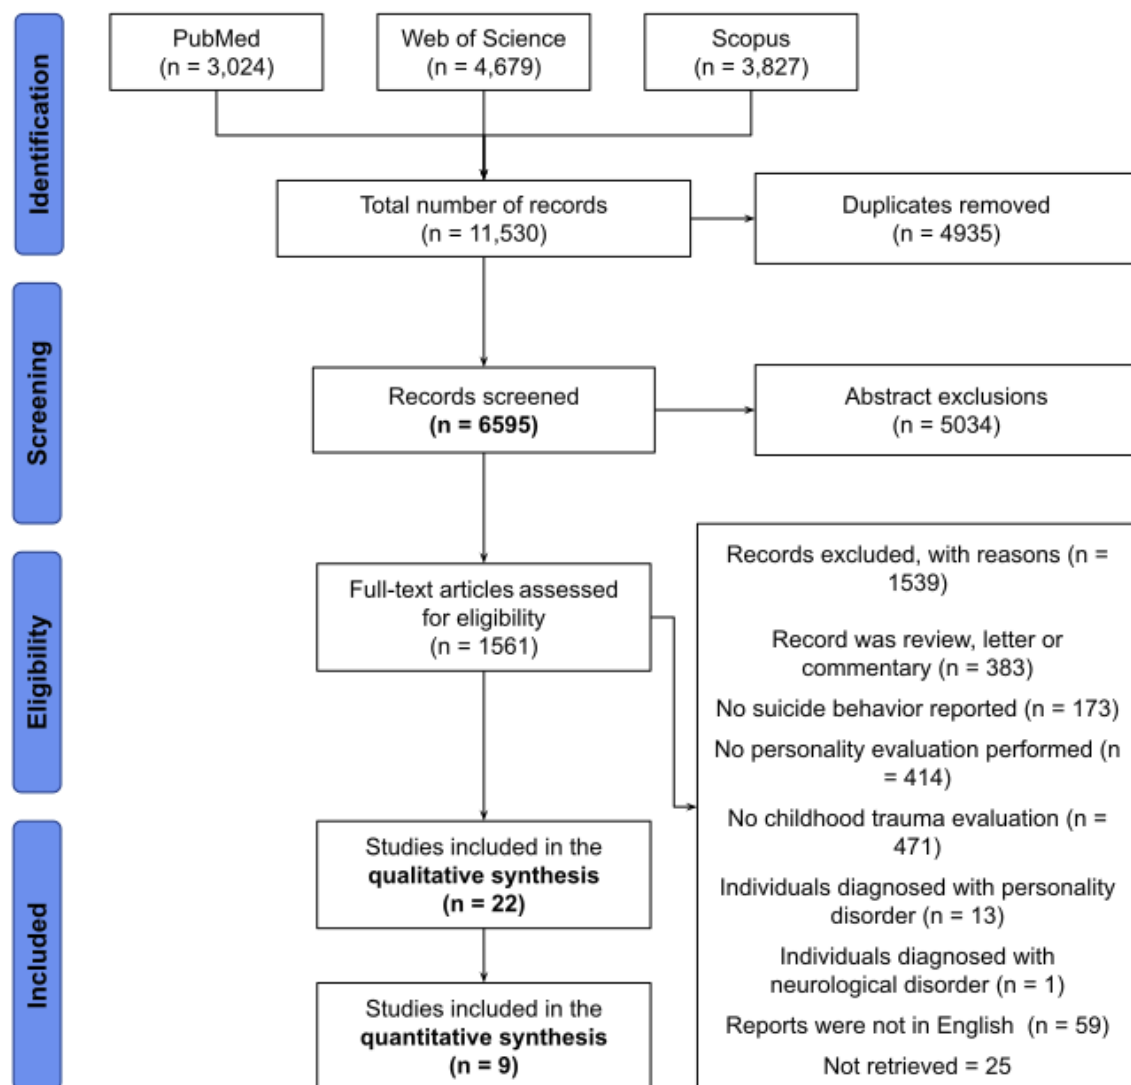 Identification
PubMed
(n = 3,024)
Web of Science
(n = 4,679)
Scopus
(n = 3,827)
Total number of records
(n = 11,530)
Duplicates removed
(n = 4935)
Screening
Records screened
(n = 6595)
Abstract exclusions
(n = 5034)
Eligibility
Full-text articles assessed
for eligibility
(n = 1561)
Records excluded, with reasons (n =
1539)
Record was review, letter or
commentary (n = 383)
No suicide behavior reported (n = 173)
No personality evaluation performed (n
= 414)
No childhood trauma evaluation (n =
471)
Individuals diagnosed with personality
disorder (n = 13)
Individuals diagnosed with
neurological disorder (n = 1)
Reports were not in English (n = 59)
Not retrieved = 25
Included
Studies included in the
qualitative synthesis
(n = 22)
Studies included in the
quantitative synthesis
(n = 9)